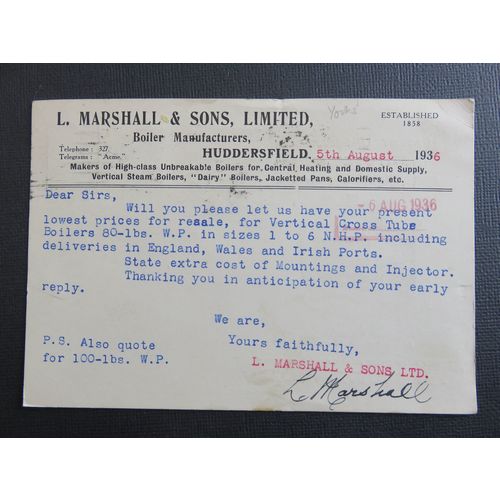 Yorks
L. MARSHALL & SONS, LIMITED,
ESTABLISHED
1858
Boiler Manufacturers,
Telephone: 327.
Telegrams: "Acme."
HUDDERSFIELD, 5th August 1936
Makers of High-class Unbreakable Boilers for Central Heating and Domestic Supply,
Vertical Steam Boilers, "Dairy" Boilers, Jacketted Pans, Calorifiers, etc.
Dear Sirs,
-6 AUG 1936
Will you please let us have your present
lowest prices for resale, for Vertical Cross Tube
Boilers 80-lbs. W.P. in sizes 1 to 6 N.H.P. including
deliveries in England, Wales and Irish Ports.
State extra cost of Mountings and Injector.
Thanking you in anticipation of your early
reply.
We are,
Yours faithfully,
P.S. Also quote
for 100-lbs. W.P.
L. MARSHALL & SONS LTD.
L. Marshall